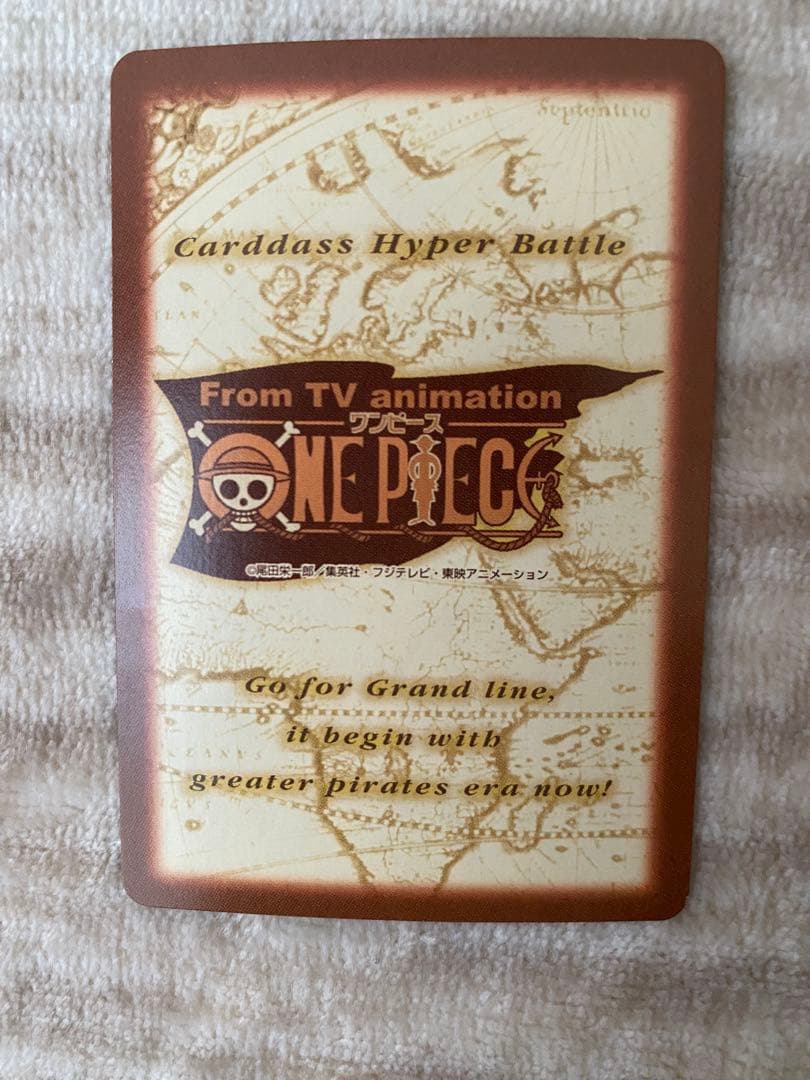 Septentrio
Carddass Hyper Battle
From TV animation
ワンピース
ONE PIECE
©尾田栄一郎／集英社・フジテレビ・東映アニメーション
Go for Grand line,
it begin with
greater pirates era now!